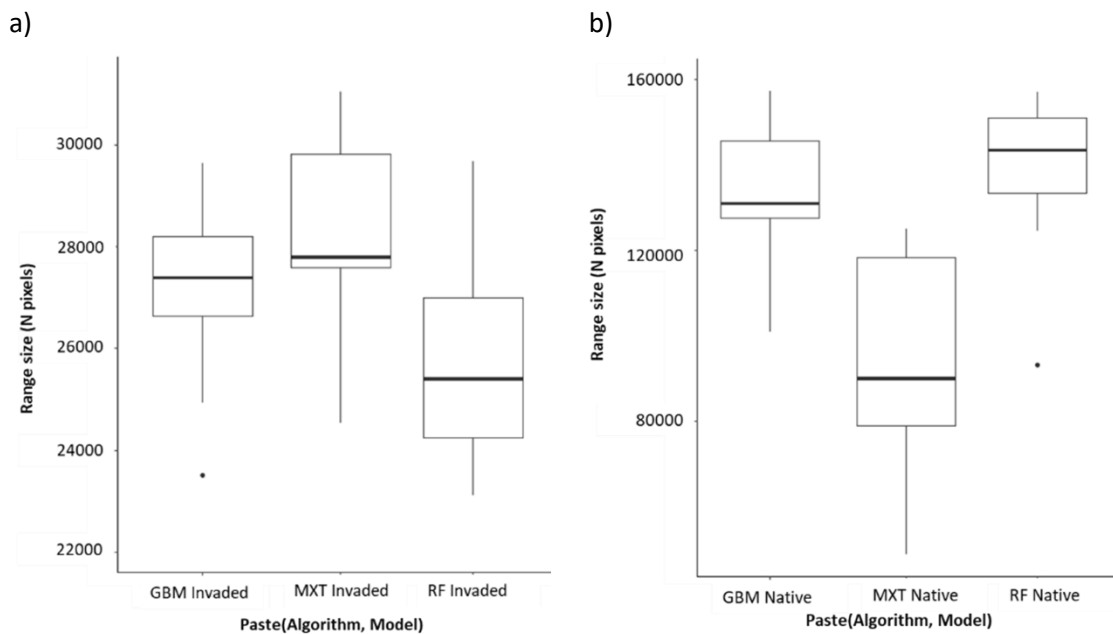 a)
Range size (N pixels)
30000
28000
26000
24000
22000
GBM Invaded
MXT Invaded
RF Invaded
Paste(Algorithm, Model)
b)
Range size (N pixels)
160000
120000
80000
GBM Native
MXT Native
RF Native
Paste(Algorithm, Model)